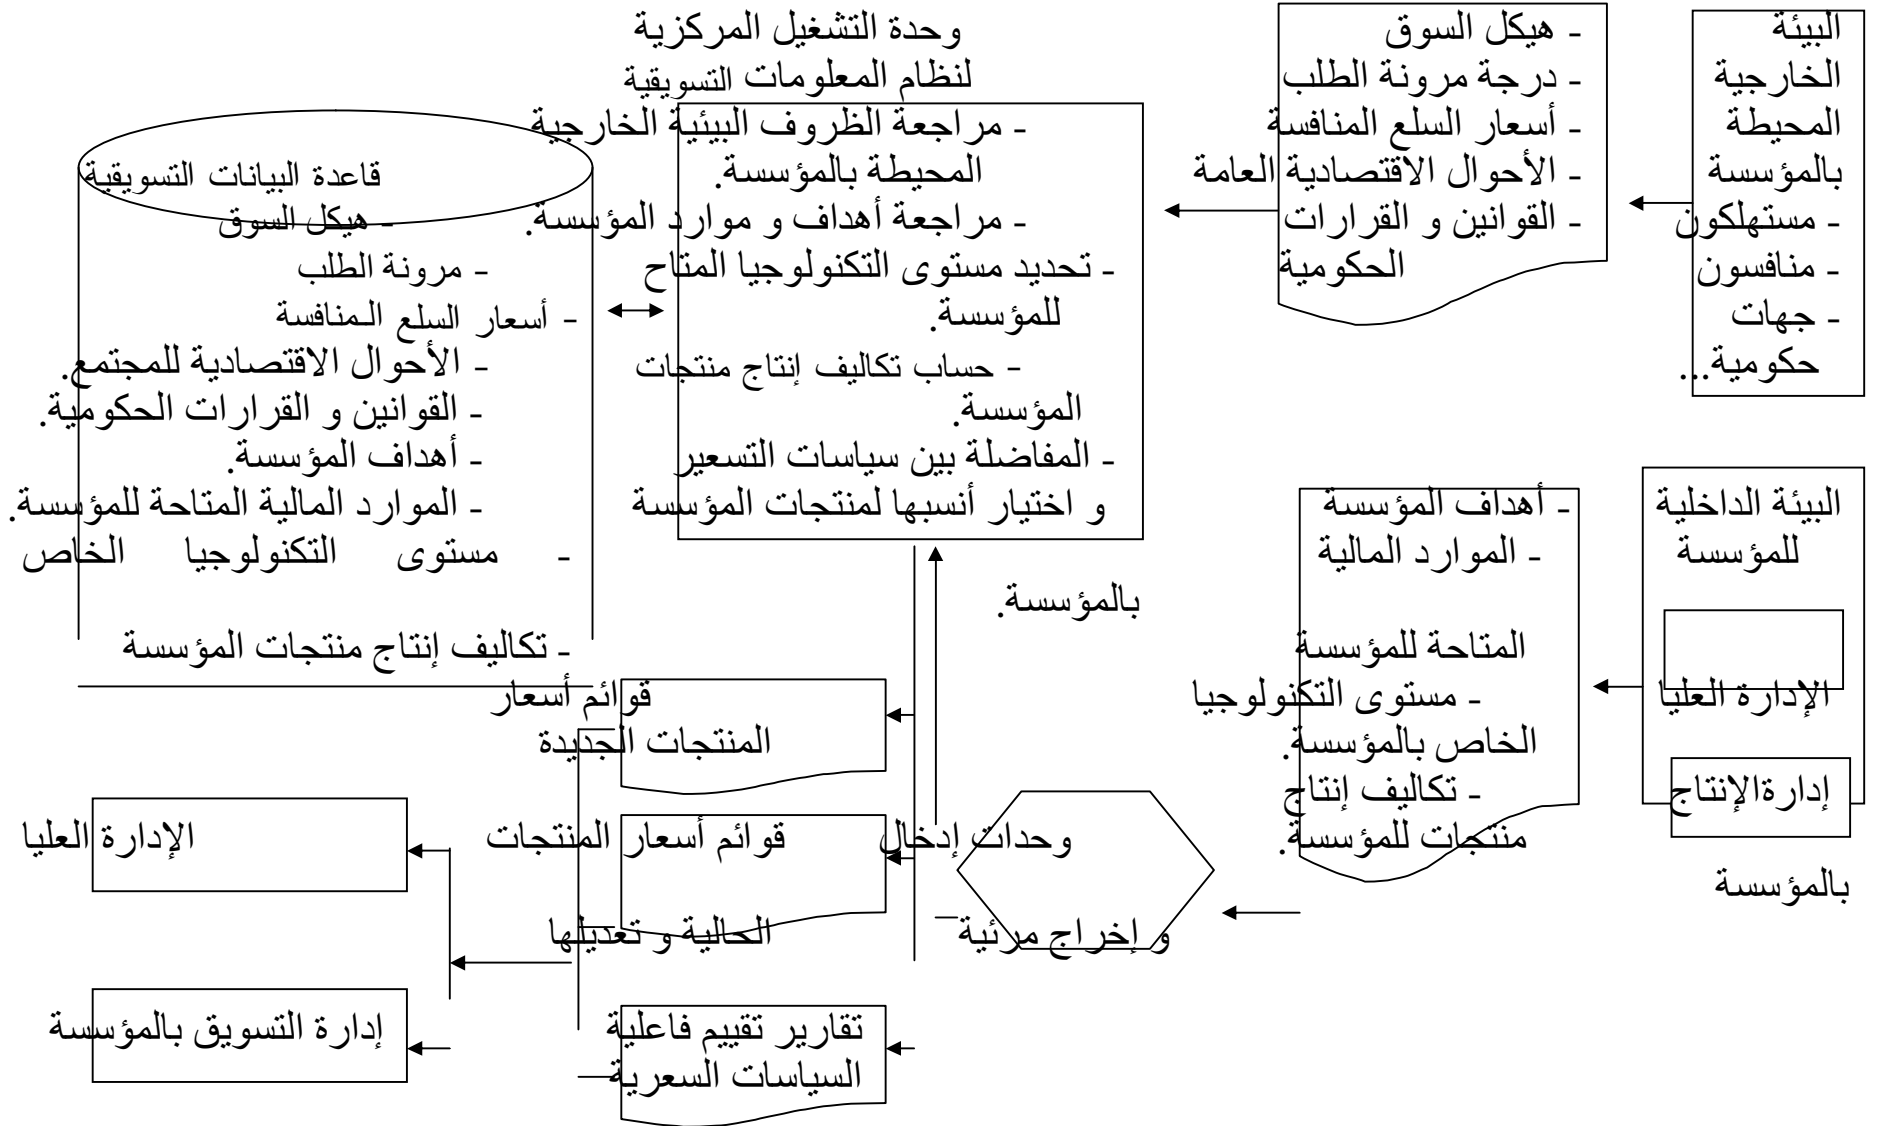 البيئة
الخارجية
المحيطة
بالمؤسسة
- مستهلكون
- منافسون
- جهات
حكومية...
- هيكل السوق
- درجة مرونة الطلب
- أسعار السلع المنافسة
- الأحوال الاقتصادية العامة
- القوانين و القرارات
الحكومية
وحدة التشغيل المركزية
لنظام المعلومات التسويقية
- مراجعة الظروف البيئية الخارجية
المحيطة بالمؤسسة.
- مراجعة أهداف و موارد المؤسسة.
- تحديد مستوى التكنولوجيا المتاح
للمؤسسة.
- حساب تكاليف إنتاج منتجات
المؤسسة.
- المفاضلة بين سياسات التسعير
و اختيار أنسبها لمنتجات المؤسسة
قاعدة البيانات التسويقية
- هيكل السوق
- مرونة الطلب
- أسعار السلع المنافسة
- الأحوال الاقتصادية للمجتمع.
- القوانين و القرارات الحكومية.
- أهداف المؤسسة.
- الموارد المالية المتاحة للمؤسسة.
- مستوى التكنولوجيا الخاص
بالمؤسسة.
- تكاليف إنتاج منتجات المؤسسة
البيئة الداخلية
للمؤسسة
الإدارة العليا
إدارةالإنتاج
بالمؤسسة
- أهداف المؤسسة
- الموارد المالية
المتاحة للمؤسسة
- مستوى التكنولوجيا
الخاص بالمؤسسة.
- تكاليف إنتاج
منتجات للمؤسسة.
وحدات إدخال
و إخراج مرئية
قوائم أسعار
المنتجات الجديدة
قوائم أسعار المنتجات
الحالية و تعديلها
تقارير تقييم فاعلية
السياسات السعرية
الإدارة العليا
إدارة التسويق بالمؤسسة